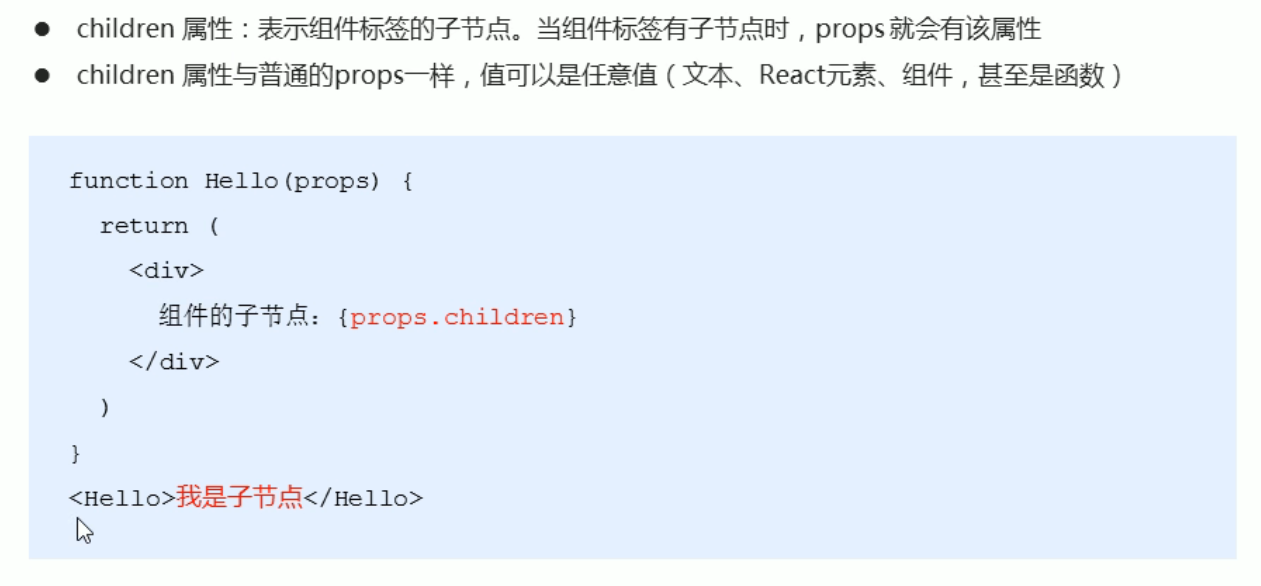 ● children 属性：表示组件标签的子节点。当组件标签有子节点时，props 就会有该属性
● children 属性与普通的props一样，值可以是任意值（文本、React元素、组件，甚至是函数）
function Hello(props) {
  return (
    <div>
      组件的子节点：{props.children}
    </div>
  )
}
<Hello>我是子节点</Hello>